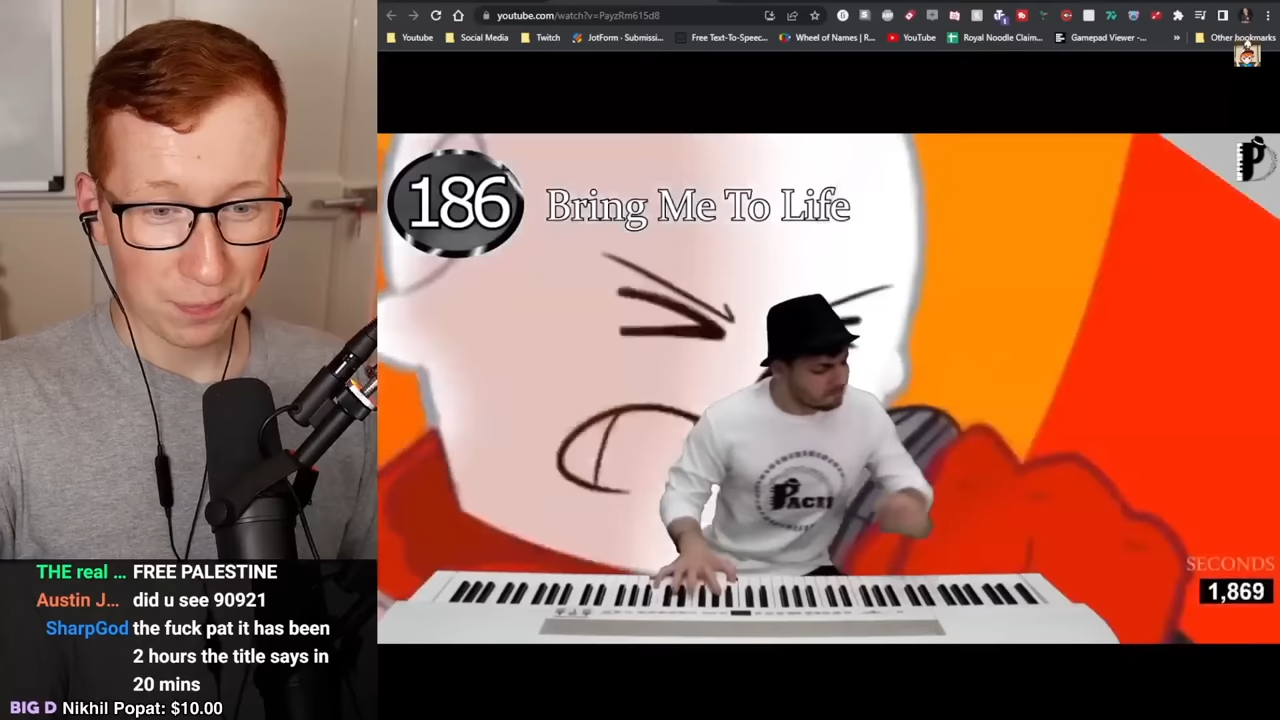 youtube.com/watch?v=PayzRm615d8
Youtube
Social Media
Twitch
JotForm · Submissi...
Free Text-To-Speec...
Wheel of Names | R...
YouTube
Royal Noodle Claim...
Gamepad Viewer -...
»
Other bookmarks
186
Bring Me To Life
P
PACHI
SECONDS
1,869
THE real ... FREE PALESTINE
Austin J... did u see 90921
SharpGod the fuck pat it has been
2 hours the title says in
20 mins
BIG D Nikhil Popat: $10.00